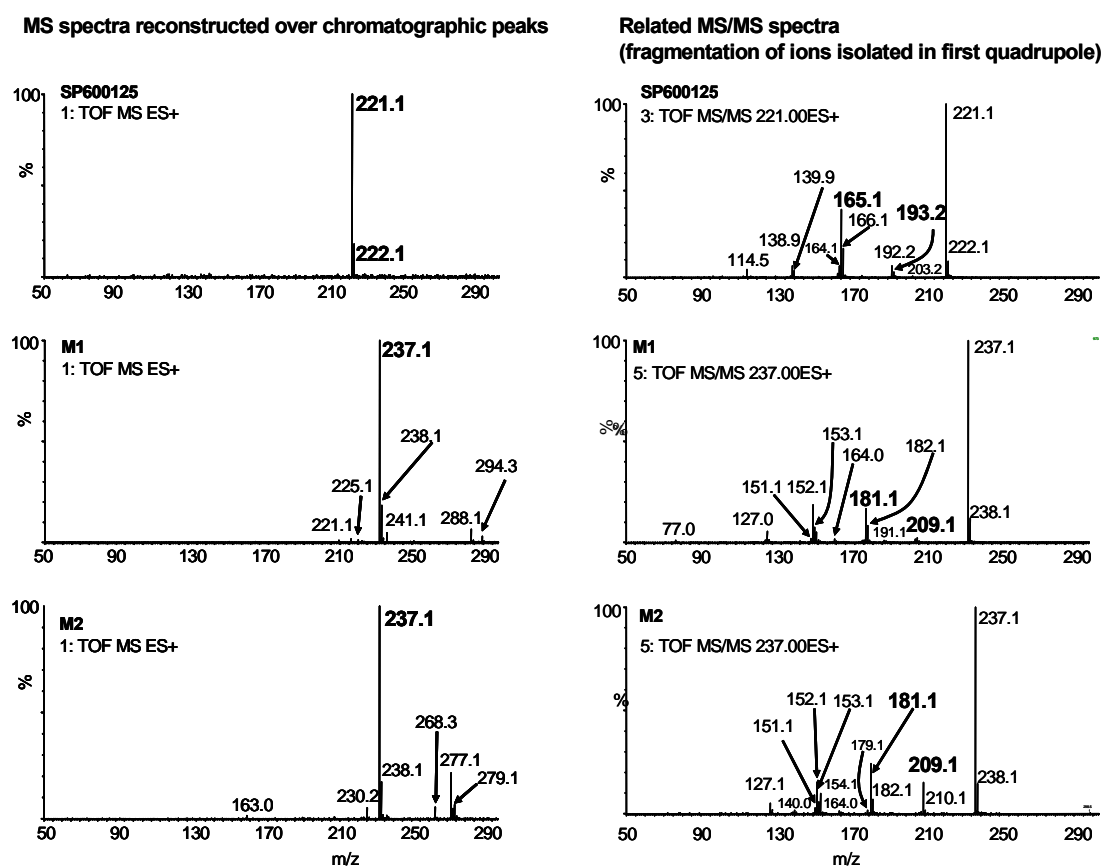 MS spectra reconstructed over chromatographic peaks
Related MS/MS spectra
(fragmentation of ions isolated in first quadrupole)
100
SP600125
1: TOF MS ES+
221.1
%
222.1
50 90 130 170 210 250 290
100
SP600125
3: TOF MS/MS 221.00ES+
221.1
%
139.9
165.1
166.1
193.2
138.9
164.1
192.2
222.1
114.5
203.2
50 90 130 170 210 250 290
100
M1
1: TOF MS ES+
237.1
%
238.1
294.3
225.1
221.1
241.1
288.1
50 90 130 170 210 250 290
100
M1
5: TOF MS/MS 237.00ES+
237.1
%
153.1
164.0
182.1
151.1
152.1
181.1
127.0
77.0
191.1
209.1
238.1
50 90 130 170 210 250 290
100
M2
1: TOF MS ES+
237.1
%
268.3
277.1
238.1
279.1
230.2
163.0
50 90 130 170 210 250 290
m/z
100
M2
5: TOF MS/MS 237.00ES+
237.1
%
152.1
153.1
181.1
151.1
179.1
209.1
238.1
127.1
154.1
140.0
164.0
182.1
210.1
50 90 130 170 210 250 290
m/z